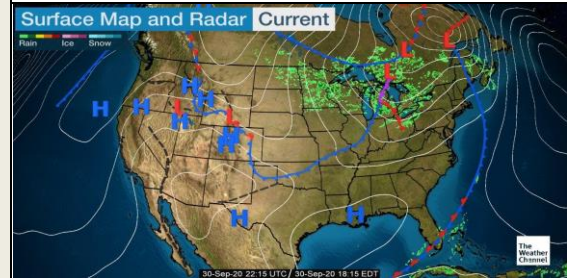 Surface Map and Radar Current
Rain Ice Snow
L
L
L
L
H
H
H
H
L
H
L
H
H
H
H
H
The
Weather
Channel
30-Sep-20 22:15 UTC / 30-Sep-20 18:15 EDT